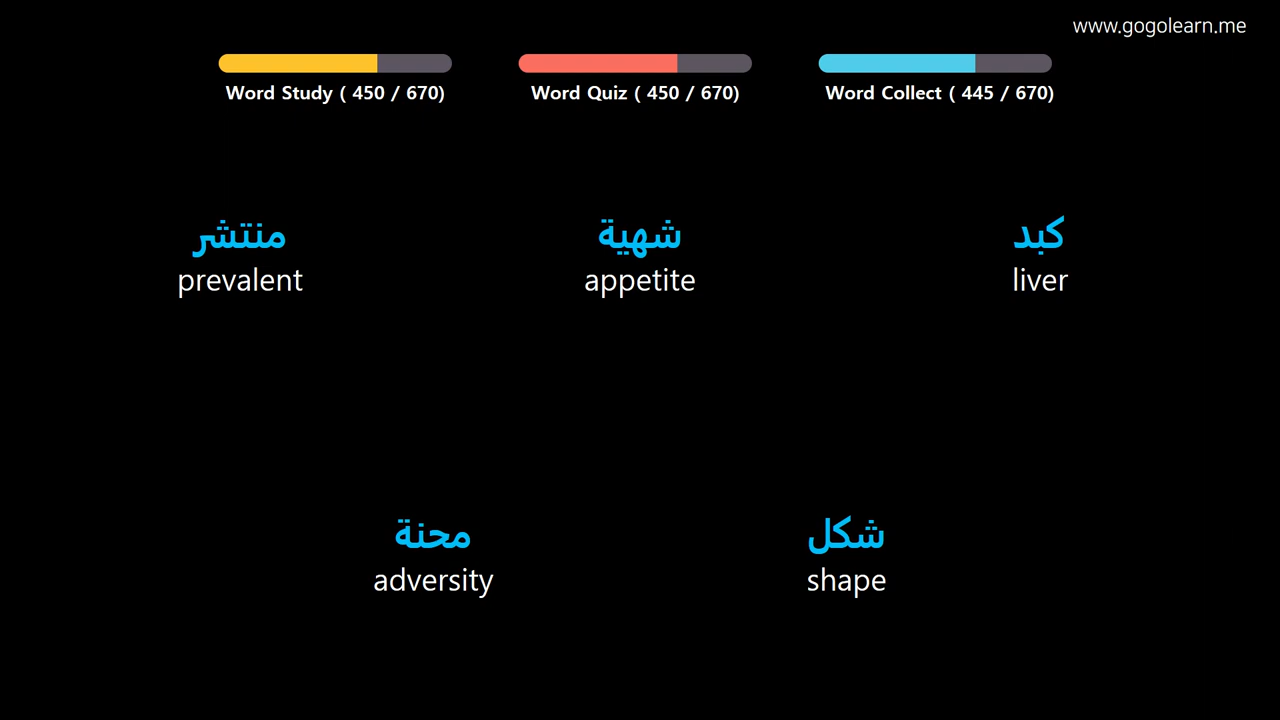 www.gogolearn.me
Word Study ( 450 / 670)
Word Quiz ( 450 / 670)
Word Collect ( 445 / 670)
منتشر
prevalent
شهية
appetite
كبد
liver
محنة
adversity
شكل
shape